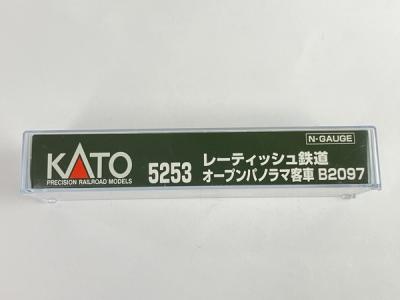 N-GAUGE
KATO
PRECISION RAILROAD MODELS
5253
レーティッシュ鉄道
オープンパノラマ客車 B2097